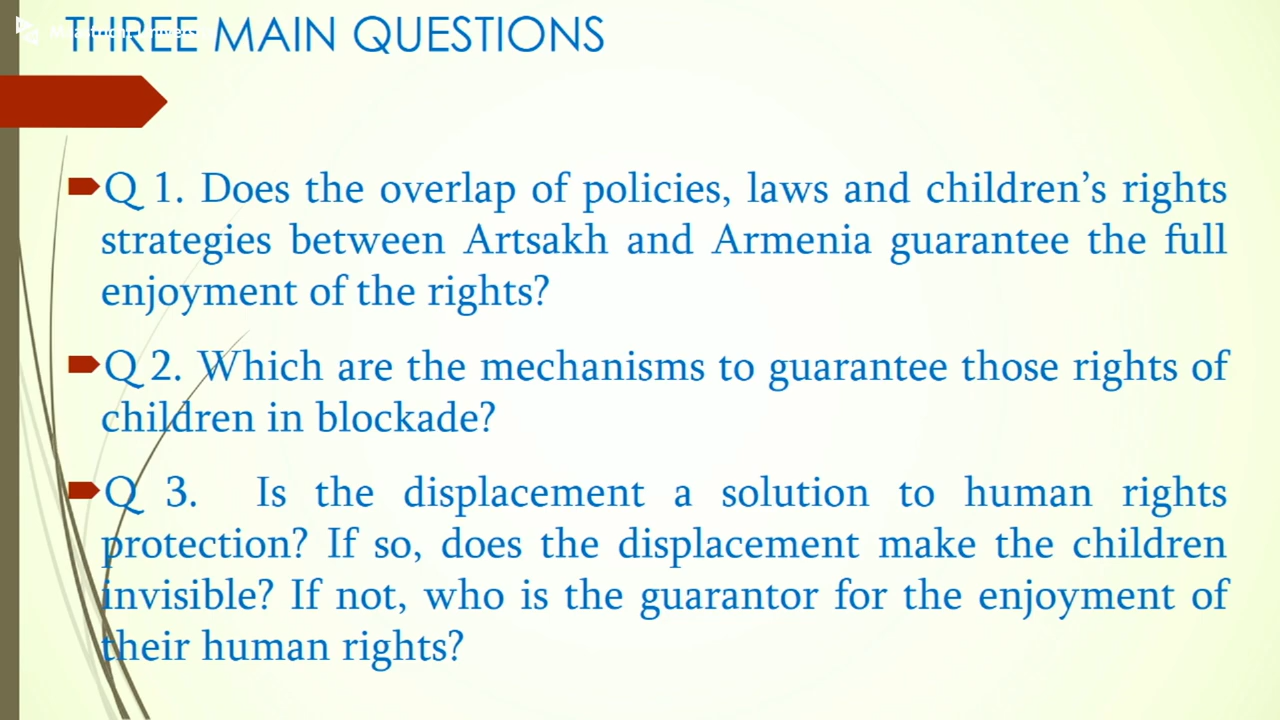 THREE MAIN QUESTIONS
Q 1. Does the overlap of policies, laws and children’s rights
strategies between Artsakh and Armenia guarantee the full
enjoyment of the rights?
Q 2. Which are the mechanisms to guarantee those rights of
children in blockade?
Q 3. Is the displacement a solution to human rights
protection? If so, does the displacement make the children
invisible? If not, who is the guarantor for the enjoyment of
their human rights?